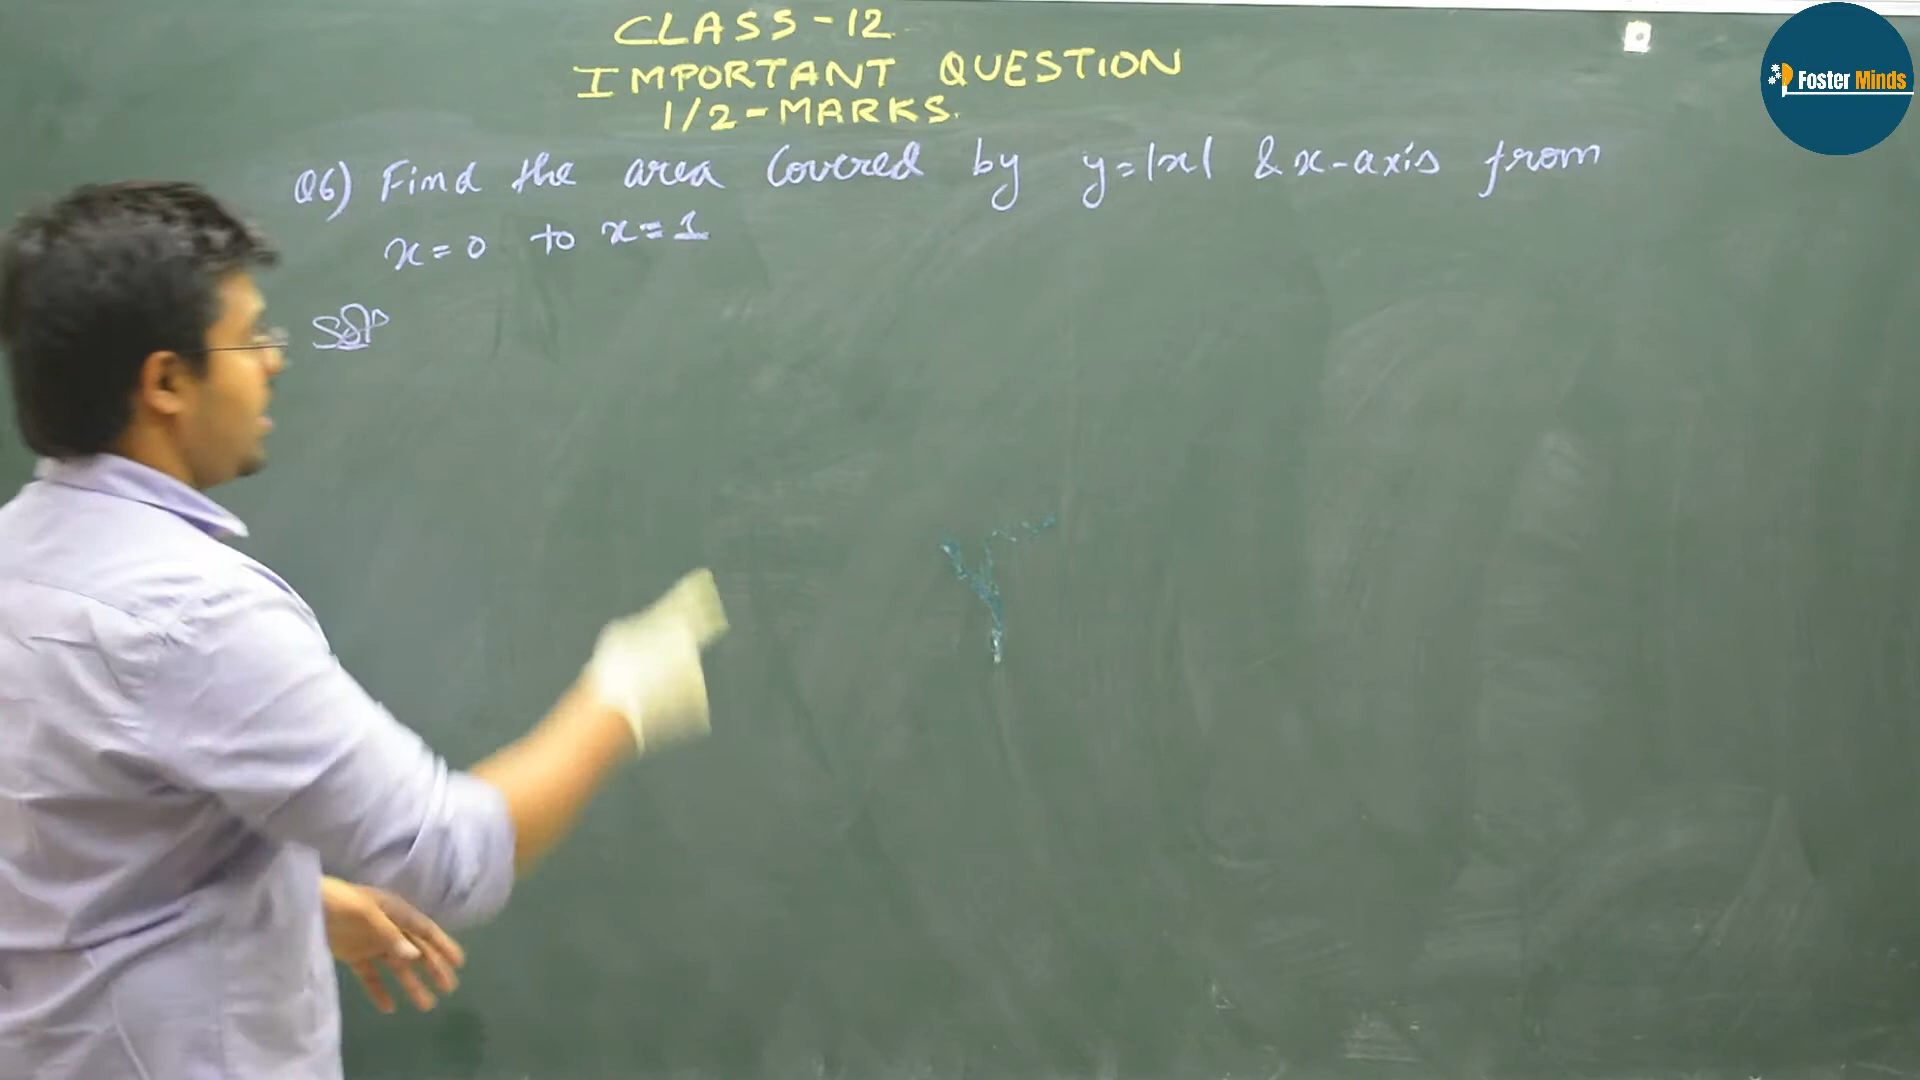 CLASS-12
IMPORTANT QUESTION
1/2-MARKS.
Foster Minds
Q6) Find the area Covered by y=|x| & x-axis from
x=0 to x=1
Solⁿ